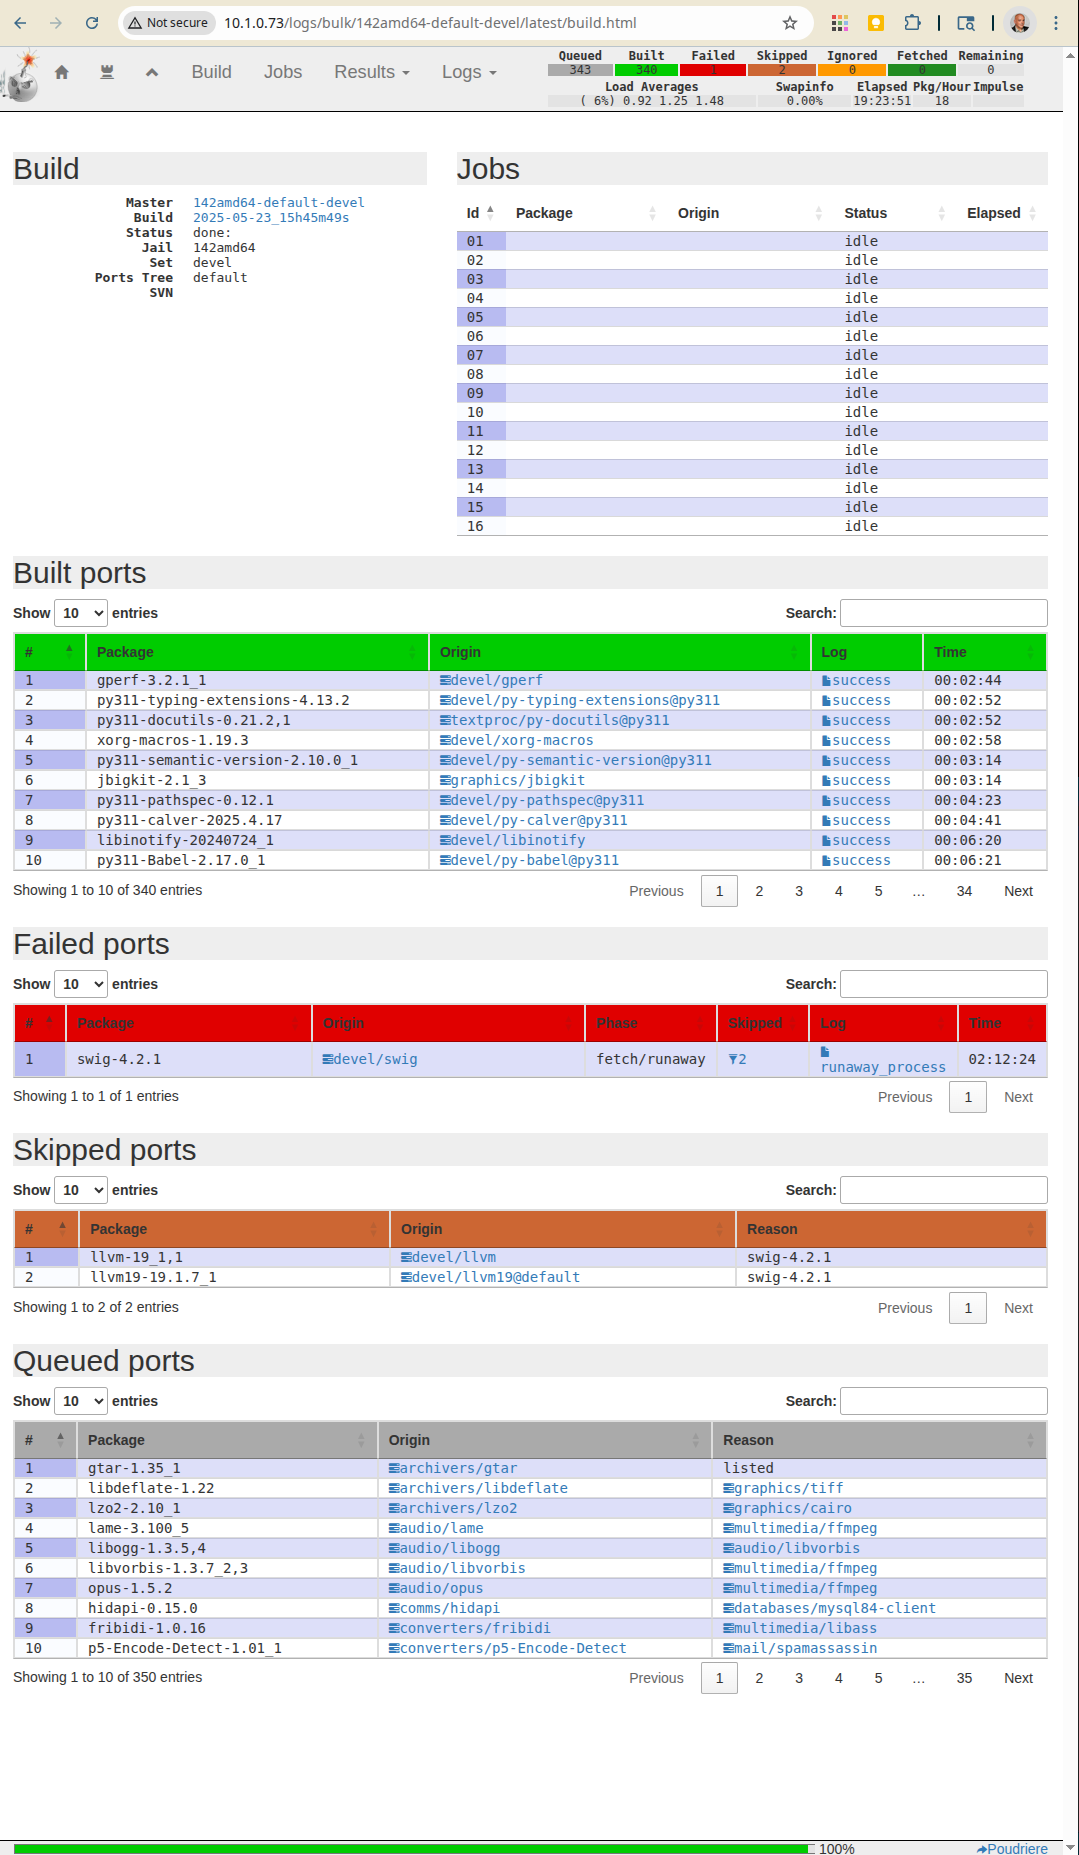 Not secure 10.1.0.73/logs/bulk/142amd64-default-devel/latest/build.html
Build Jobs Results Logs
Queued Built Failed Skipped Ignored Fetched Remaining
343 340 1 2 0 0 0
Load Averages Swapinfo Elapsed Pkg/Hour Impulse
( 6%) 0.92 1.25 1.48 0.00% 19:23:51 18
Build
Master 142amd64-default-devel
Build 2025-05-23_15h45m49s
Status done:
Jail 142amd64
Set devel
Ports Tree default
SVN
Jobs
Id Package Origin Status Elapsed
01 idle
02 idle
03 idle
04 idle
05 idle
06 idle
07 idle
08 idle
09 idle
10 idle
11 idle
12 idle
13 idle
14 idle
15 idle
16 idle
Built ports
Show 10 entries Search:
# Package Origin Log Time
1 gperf-3.2.1_1 devel/gperf success 00:02:44
2 py311-typing-extensions-4.13.2 devel/py-typing-extensions@py311 success 00:02:52
3 py311-docutils-0.21.2,1 textproc/py-docutils@py311 success 00:02:52
4 xorg-macros-1.19.3 devel/xorg-macros success 00:02:58
5 py311-semantic-version-2.10.0_1 devel/py-semantic-version@py311 success 00:03:14
6 jbigkit-2.1_3 graphics/jbigkit success 00:03:14
7 py311-pathspec-0.12.1 devel/py-pathspec@py311 success 00:04:23
8 py311-calver-2025.4.17 devel/py-calver@py311 success 00:04:41
9 libinotify-20240724_1 devel/libinotify success 00:06:20
10 py311-Babel-2.17.0_1 devel/py-babel@py311 success 00:06:21
Showing 1 to 10 of 340 entries Previous 1 2 3 4 5 … 34 Next
Failed ports
Show 10 entries Search:
# Package Origin Phase Skipped Log Time
1 swig-4.2.1 devel/swig fetch/runaway 2 runaway_process 02:12:24
Showing 1 to 1 of 1 entries Previous 1 Next
Skipped ports
Show 10 entries Search:
# Package Origin Reason
1 llvm-19_1,1 devel/llvm swig-4.2.1
2 llvm19-19.1.7_1 devel/llvm19@default swig-4.2.1
Showing 1 to 2 of 2 entries Previous 1 Next
Queued ports
Show 10 entries Search:
# Package Origin Reason
1 gtar-1.35_1 archivers/gtar listed
2 libdeflate-1.22 archivers/libdeflate graphics/tiff
3 lzo2-2.10_1 archivers/lzo2 graphics/cairo
4 lame-3.100_5 audio/lame multimedia/ffmpeg
5 libogg-1.3.5,4 audio/libogg audio/libvorbis
6 libvorbis-1.3.7_2,3 audio/libvorbis multimedia/ffmpeg
7 opus-1.5.2 audio/opus multimedia/ffmpeg
8 hidapi-0.15.0 comms/hidapi databases/mysql84-client
9 fribidi-1.0.16 converters/fribidi multimedia/libass
10 p5-Encode-Detect-1.01_1 converters/p5-Encode-Detect mail/spamassassin
Showing 1 to 10 of 350 entries Previous 1 2 3 4 5 … 35 Next
100% Poudriere